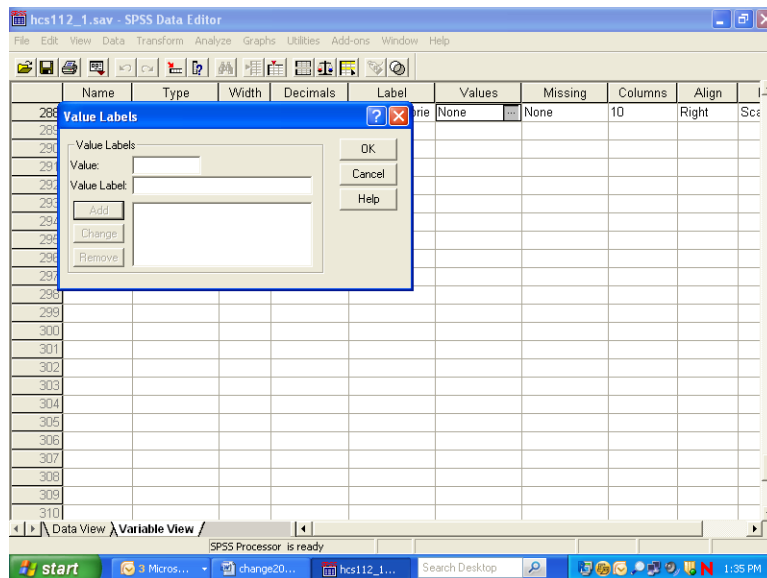 hcs112_1.sav - SPSS Data Editor
File Edit View Data Transform Analyze Graphs Utilities Add-ons Window Help
Name Type Width Decimals Label Values Missing Columns Align
288 orie None ... None 10 Right Sca
Value Labels
Value Labels
Value:
Value Label:
Add
Change
Remove
OK
Cancel
Help
289
290
291
292
293
294
295
296
297
298
299
300
301
302
303
304
305
306
307
308
309
310
Data View Variable View
SPSS Processor is ready
start 3 Micros... change20... hcs112_1... Search Desktop N 1:35 PM